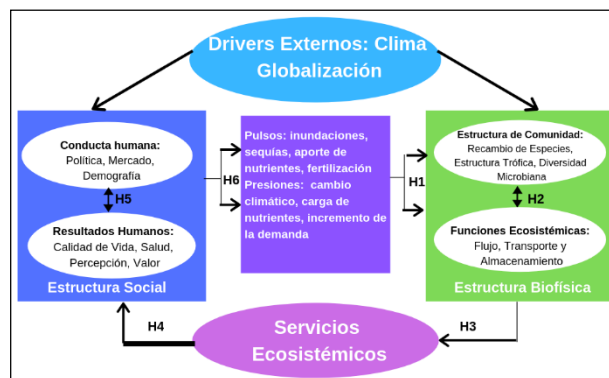 Drivers Externos: Clima
Globalización
Conducta humana:
Política, Mercado,
Demografía
H5
Resultados Humanos:
Calidad de Vida, Salud,
Percepción, Valor
Estructura Social
H6
Pulsos: inundaciones,
sequías, aporte de
nutrientes, fertilización
Presiones: cambio
climático, carga de
nutrientes, incremento de
la demanda
H1
Estructura de Comunidad:
Recambio de Especies,
Estructura Trófica, Diversidad
Microbiana
H2
Funciones Ecosistémicas:
Flujo, Transporte y
Almacenamiento
Estructura Biofísica
H4
Servicios
Ecosistémicos
H3